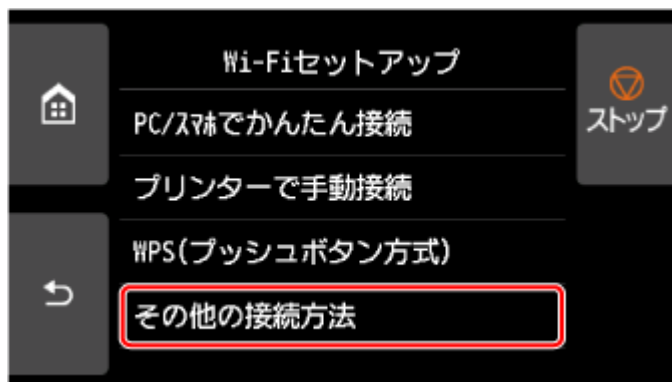 Wi-Fiセットアップ
ストップ
PC/ｽﾏﾎでかんたん接続
プリンターで手動接続
WPS(プッシュボタン方式)
その他の接続方法